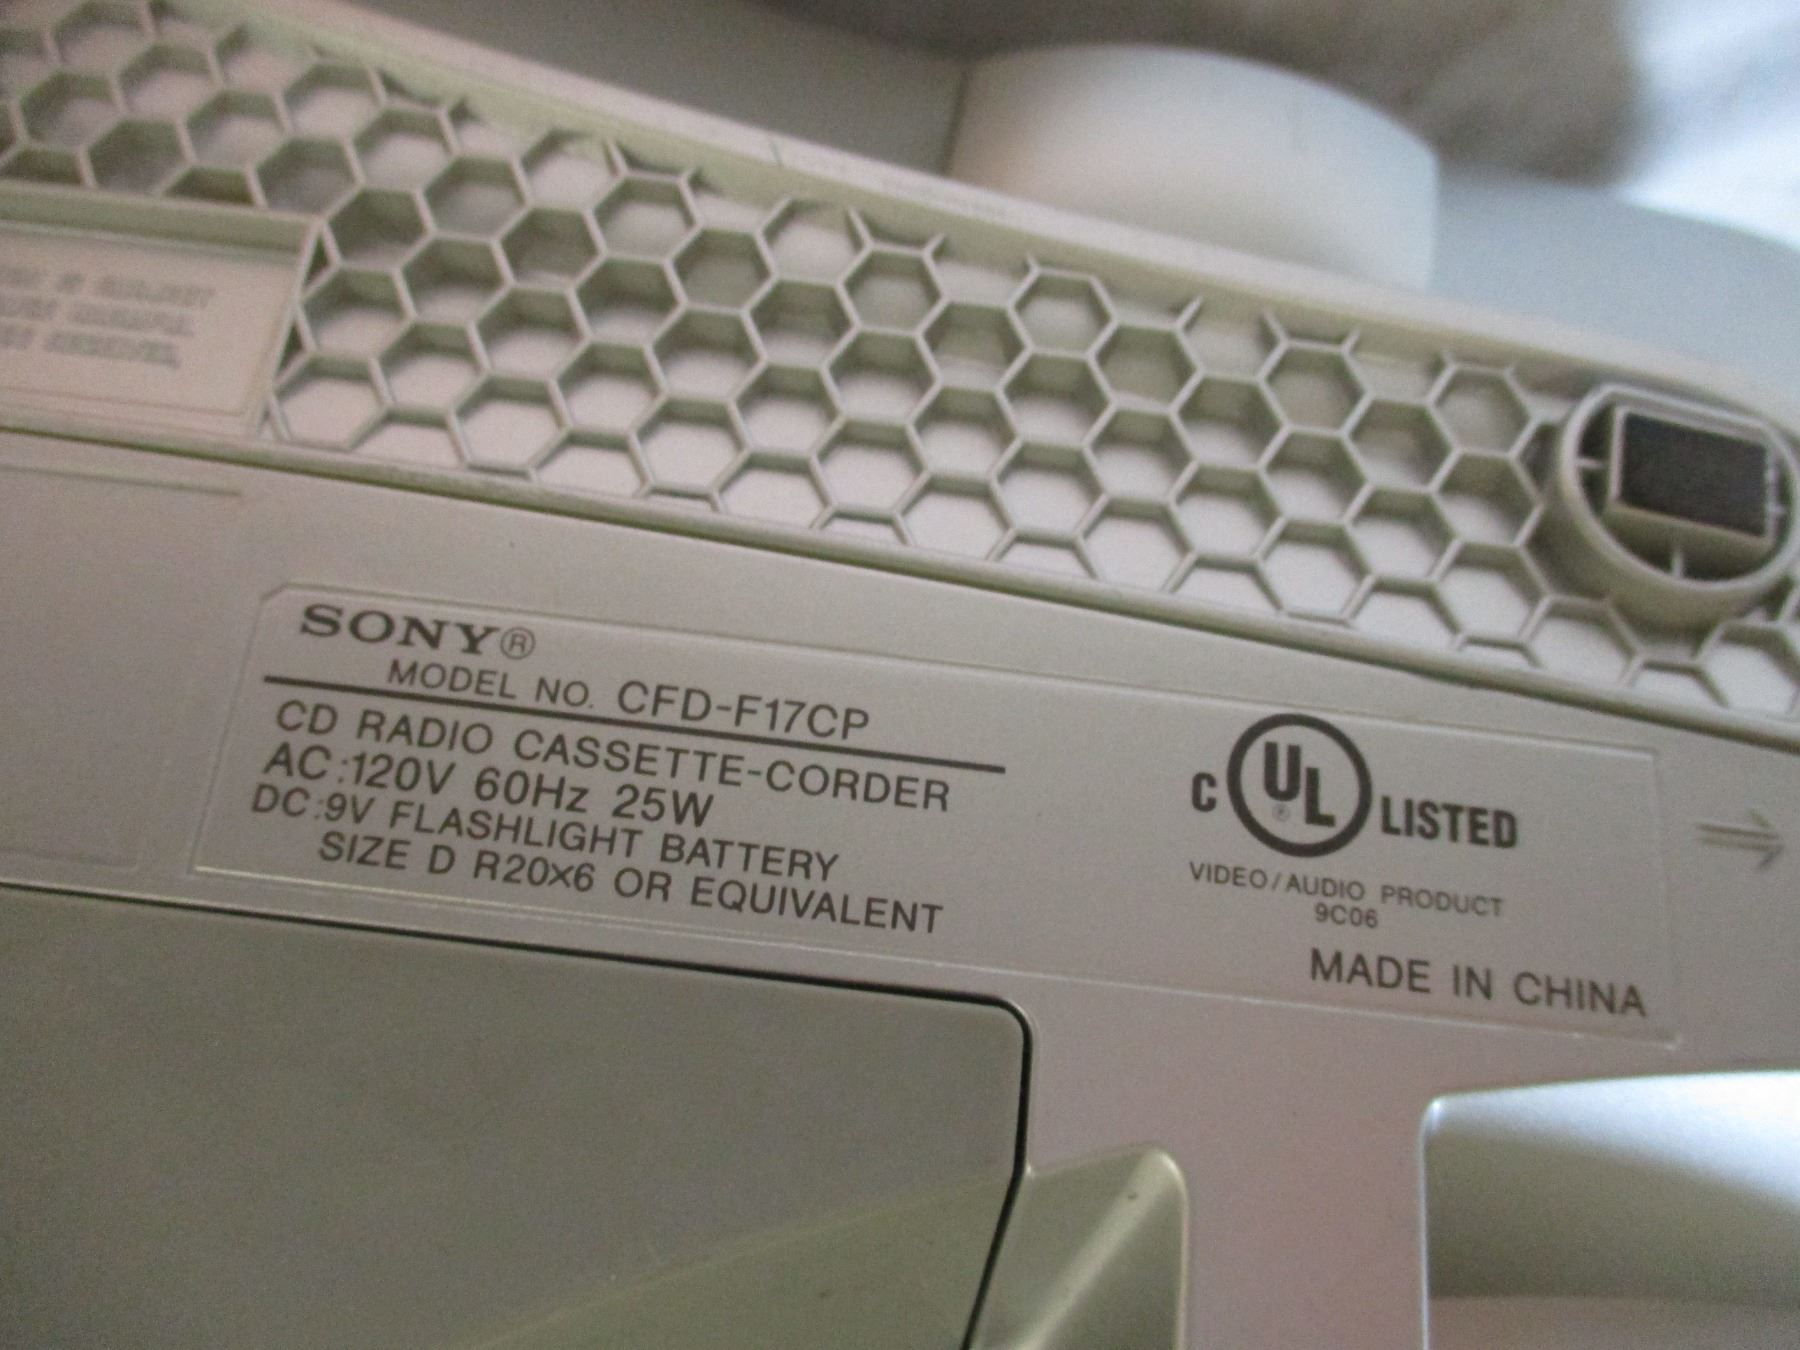 SONY®
MODEL NO. CFD-F17CP
CD RADIO CASSETTE-CORDER
AC:120V 60Hz 25W
DC:9V FLASHLIGHT BATTERY
SIZE D R20×6 OR EQUIVALENT
C UL® LISTED
VIDEO/AUDIO PRODUCT
9C06
MADE IN CHINA